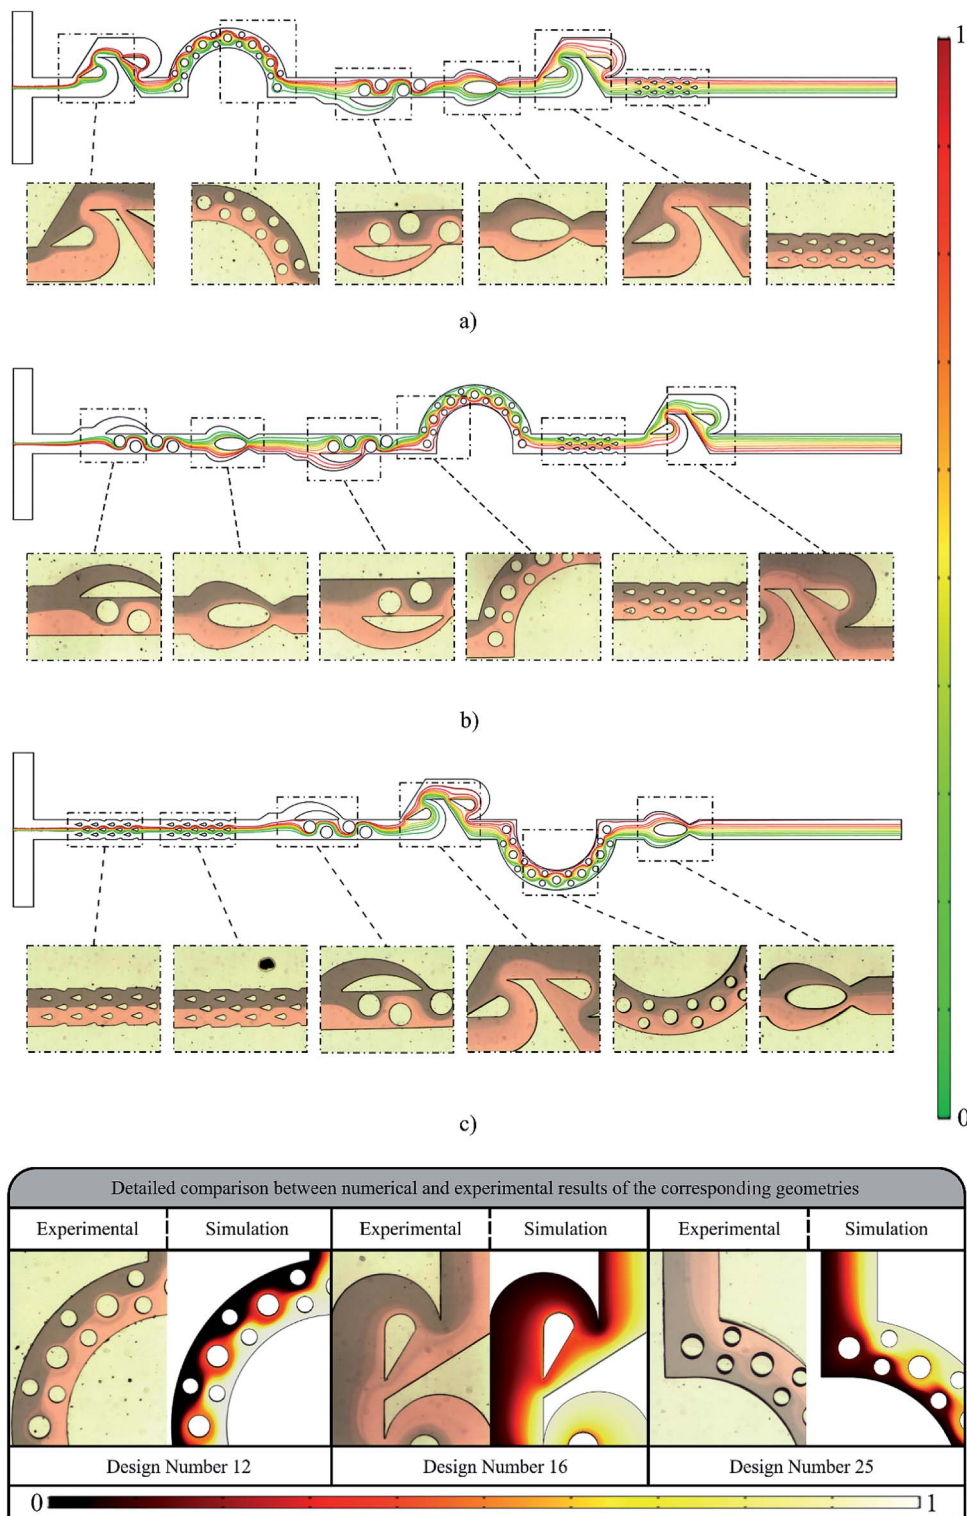 1
a)
b)
c)
0
Detailed comparison between numerical and experimental results of the corresponding geometries
Experimental Simulation Experimental Simulation Experimental Simulation
Design Number 12 Design Number 16 Design Number 25
0 1